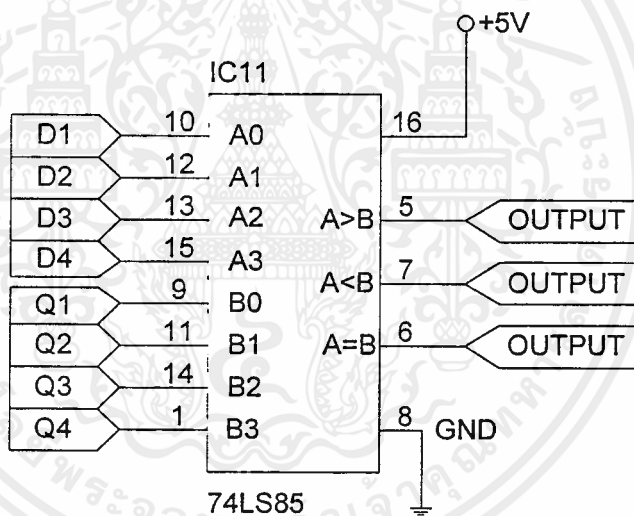 +5V
IC11
D1 10 A0 16
D2 12 A1
D3 13 A2 A>B 5 OUTPUT
D4 15 A3
Q1 9 B0 A<B 7 OUTPUT
Q2 11 B1 A=B 6 OUTPUT
Q3 14 B2
Q4 1 B3 8 GND
74LS85